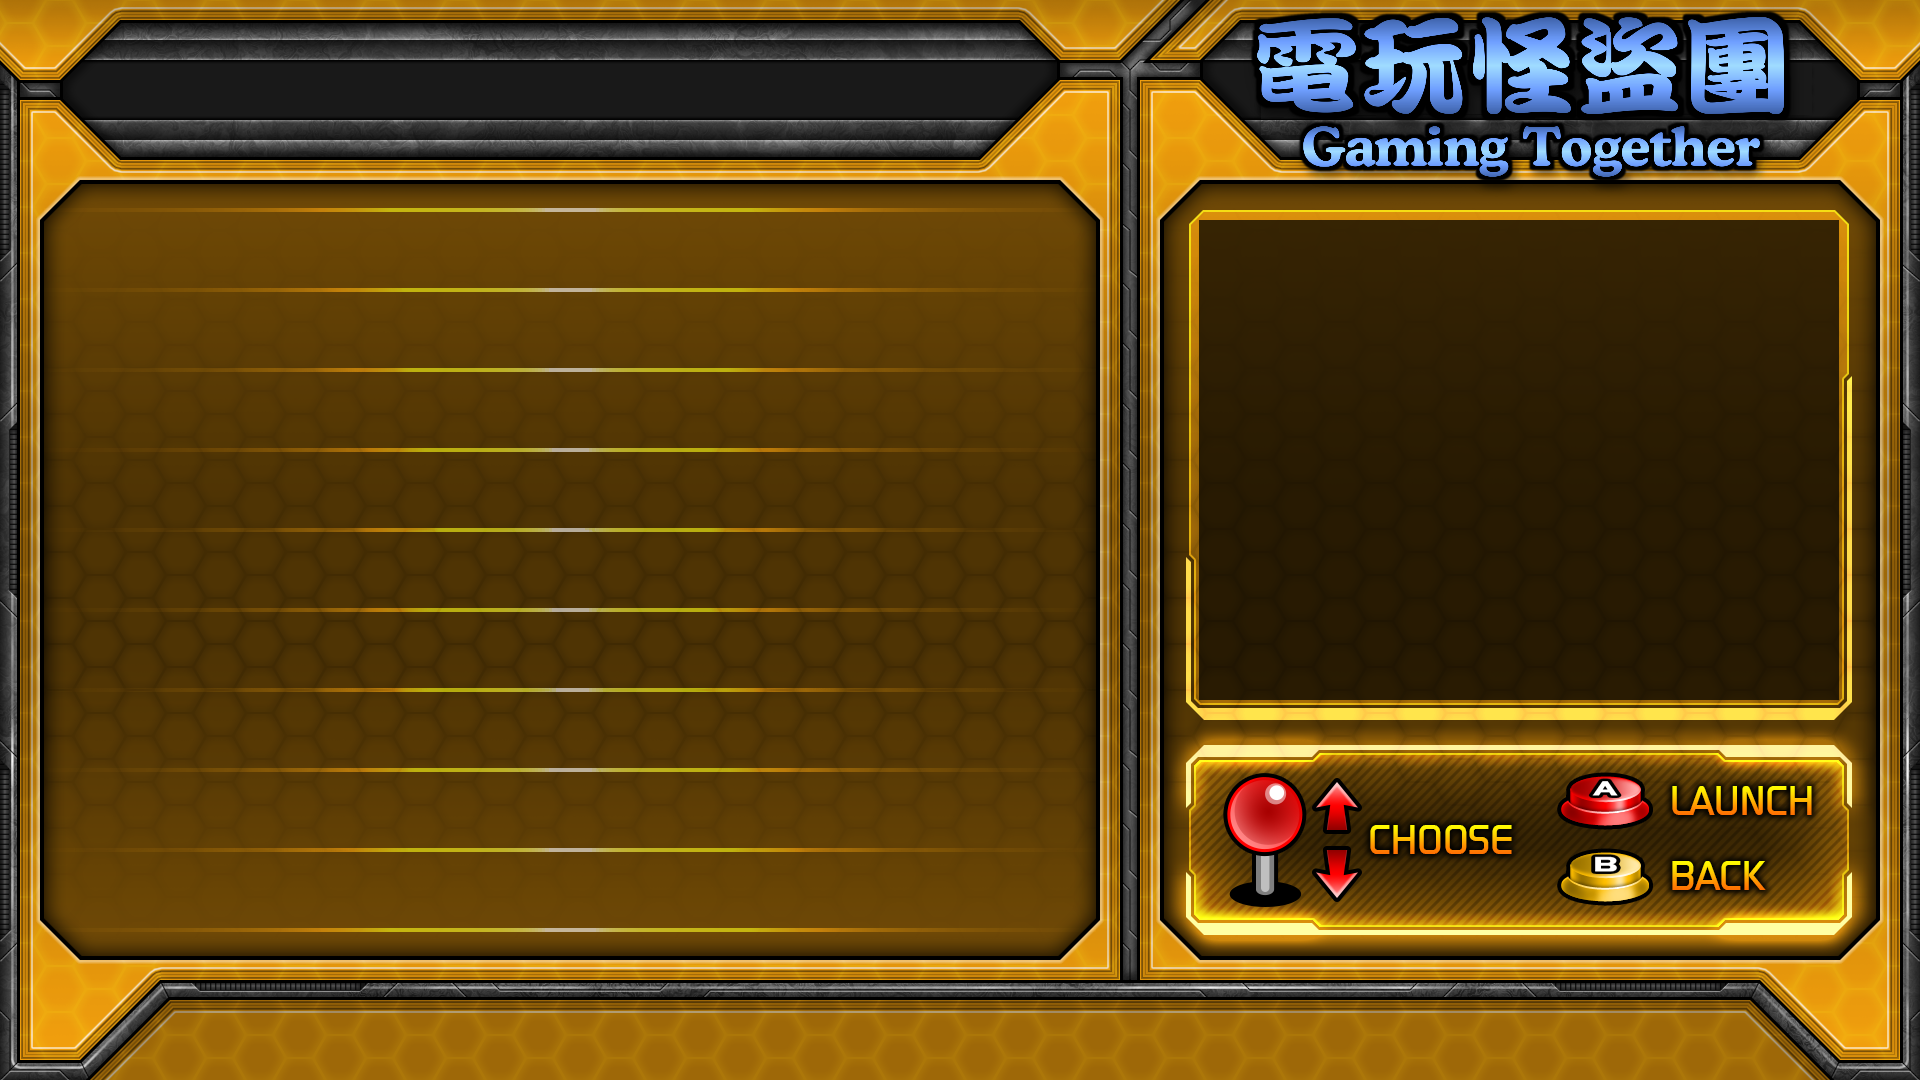 電玩怪盜團
Gaming Together
CHOOSE
A
LAUNCH
B
BACK